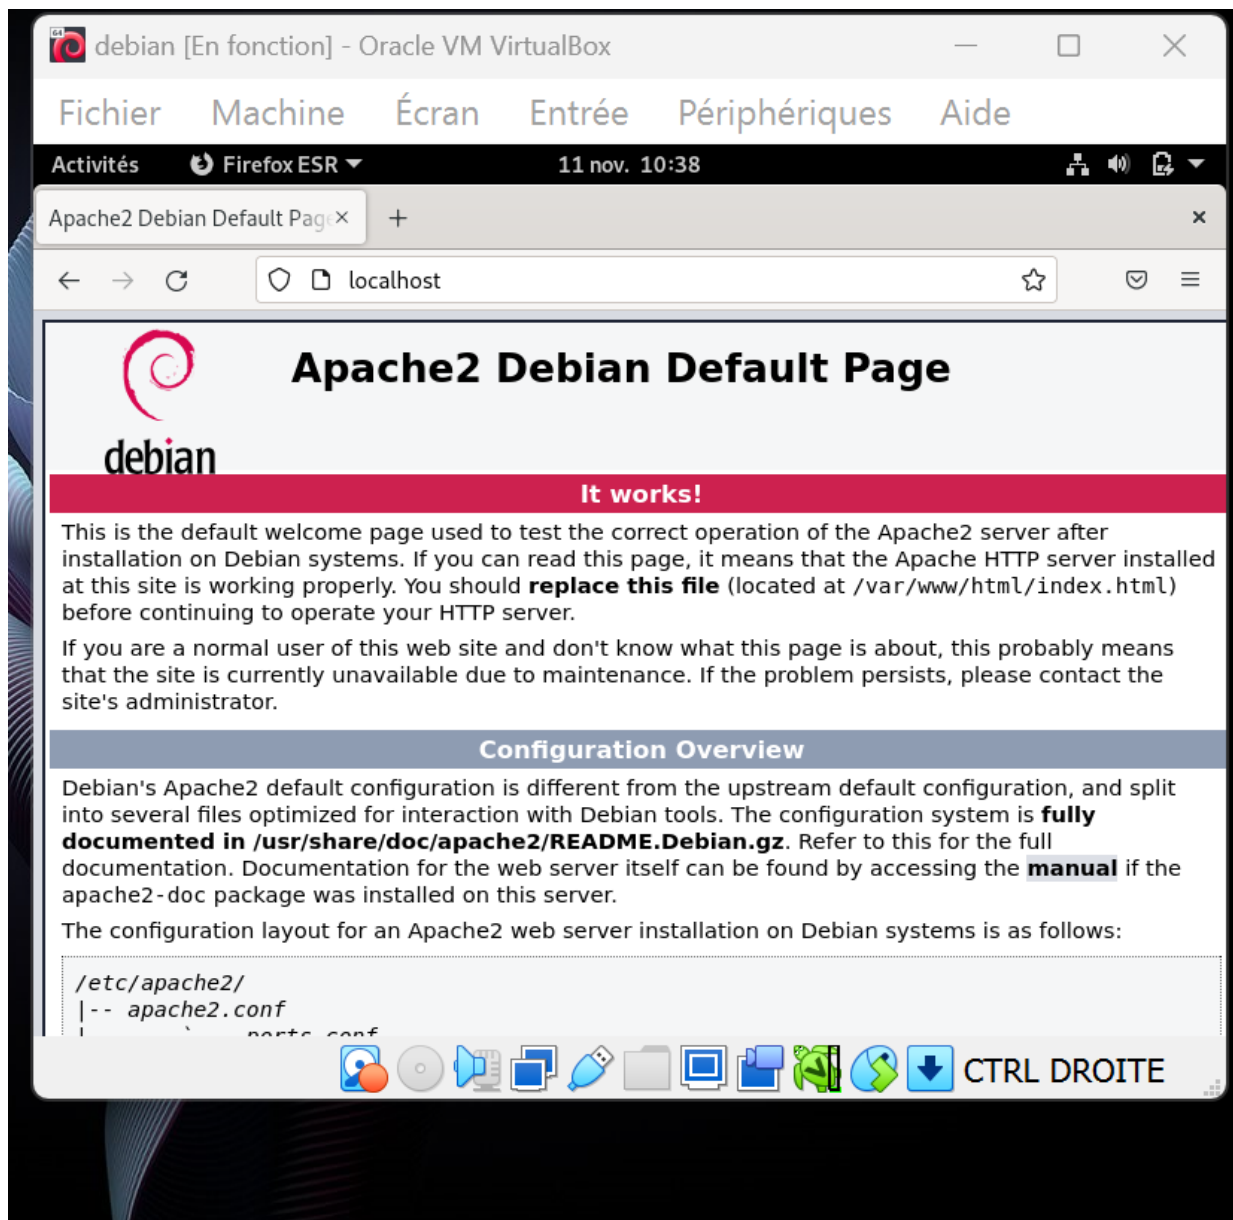 64
debian [En fonction] - Oracle VM VirtualBox
Fichier Machine Écran Entrée Périphériques Aide
Activités Firefox ESR 11 nov. 10:38
Apache2 Debian Default Page
localhost
debian
Apache2 Debian Default Page
It works!
This is the default welcome page used to test the correct operation of the Apache2 server after
installation on Debian systems. If you can read this page, it means that the Apache HTTP server installed
at this site is working properly. You should replace this file (located at /var/www/html/index.html)
before continuing to operate your HTTP server.
If you are a normal user of this web site and don't know what this page is about, this probably means
that the site is currently unavailable due to maintenance. If the problem persists, please contact the
site's administrator.
Configuration Overview
Debian's Apache2 default configuration is different from the upstream default configuration, and split
into several files optimized for interaction with Debian tools. The configuration system is fully
documented in /usr/share/doc/apache2/README.Debian.gz. Refer to this for the full
documentation. Documentation for the web server itself can be found by accessing the manual if the
apache2-doc package was installed on this server.
The configuration layout for an Apache2 web server installation on Debian systems is as follows:
/etc/apache2/
|-- apache2.conf
| `-- ports.conf
CTRL DROITE